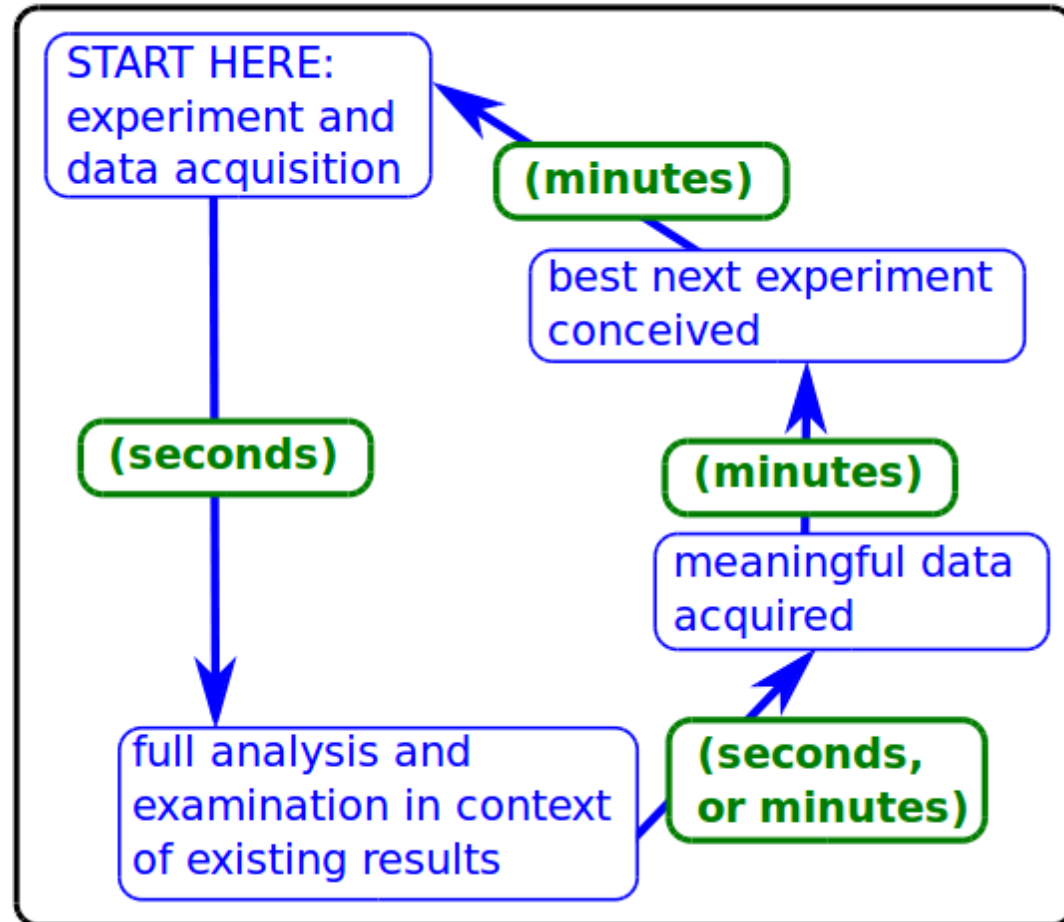 START HERE:
experiment and
data acquisition
(seconds)
full analysis and
examination in context
of existing results
(seconds,
or minutes)
meaningful data
acquired
(minutes)
best next experiment
conceived
(minutes)